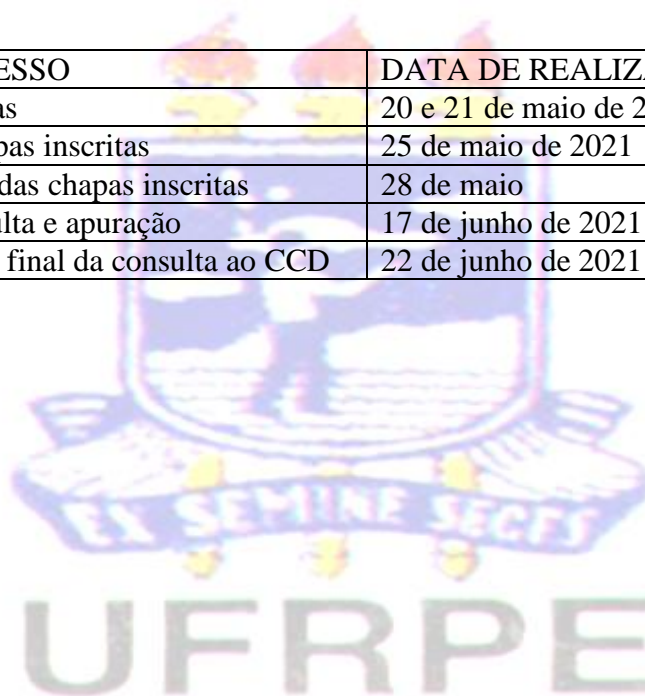 ESSO DATA DE REALIZA
as 20 e 21 de maio de 2
pas inscritas 25 de maio de 2021
das chapas inscritas 28 de maio
lta e apuração 17 de junho de 2021
final da consulta ao CCD 22 de junho de 2021
EX SEMINE SEGES
UFRPE